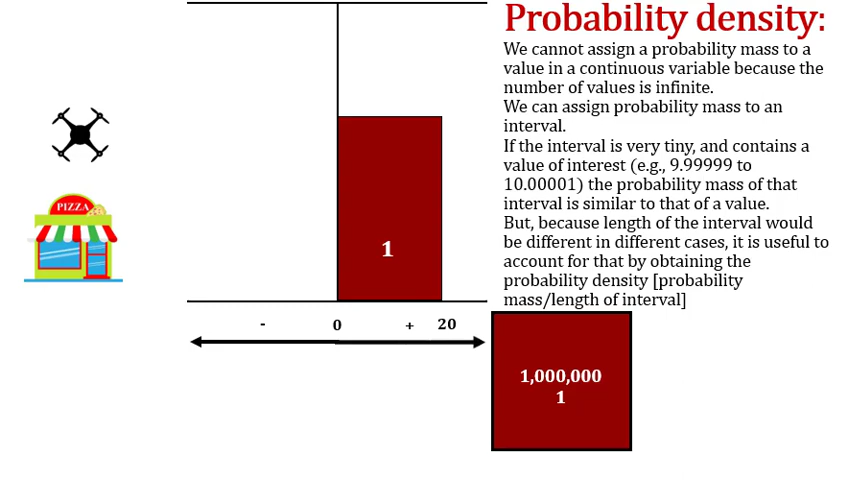 Probability density:
We cannot assign a probability mass to a
value in a continuous variable because the
number of values is infinite.
We can assign probability mass to an
interval.
If the interval is very tiny, and contains a
value of interest (e.g., 9.99999 to
10.00001) the probability mass of that
interval is similar to that of a value.
But, because length of the interval would
be different in different cases, it is useful to
account for that by obtaining the
probability density [probability
mass/length of interval]
PIZZA
1
- 0 + 20
1,000,000
1